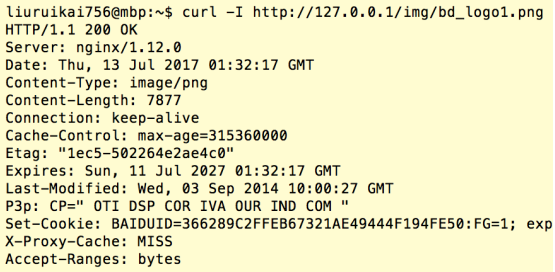 liuruikai756@mbp:~$ curl -I http://127.0.0.1/img/bd_logo1.png
HTTP/1.1 200 OK
Server: nginx/1.12.0
Date: Thu, 13 Jul 2017 01:32:17 GMT
Content-Type: image/png
Content-Length: 7877
Connection: keep-alive
Cache-Control: max-age=315360000
Etag: "1ec5-502264e2ae4c0"
Expires: Sun, 11 Jul 2027 01:32:17 GMT
Last-Modified: Wed, 03 Sep 2014 10:00:27 GMT
P3p: CP=" OTI DSP COR IVA OUR IND COM "
Set-Cookie: BAIDUID=366289C2FFEB67321AE49444F194FE50:FG=1; exp
X-Proxy-Cache: MISS
Accept-Ranges: bytes